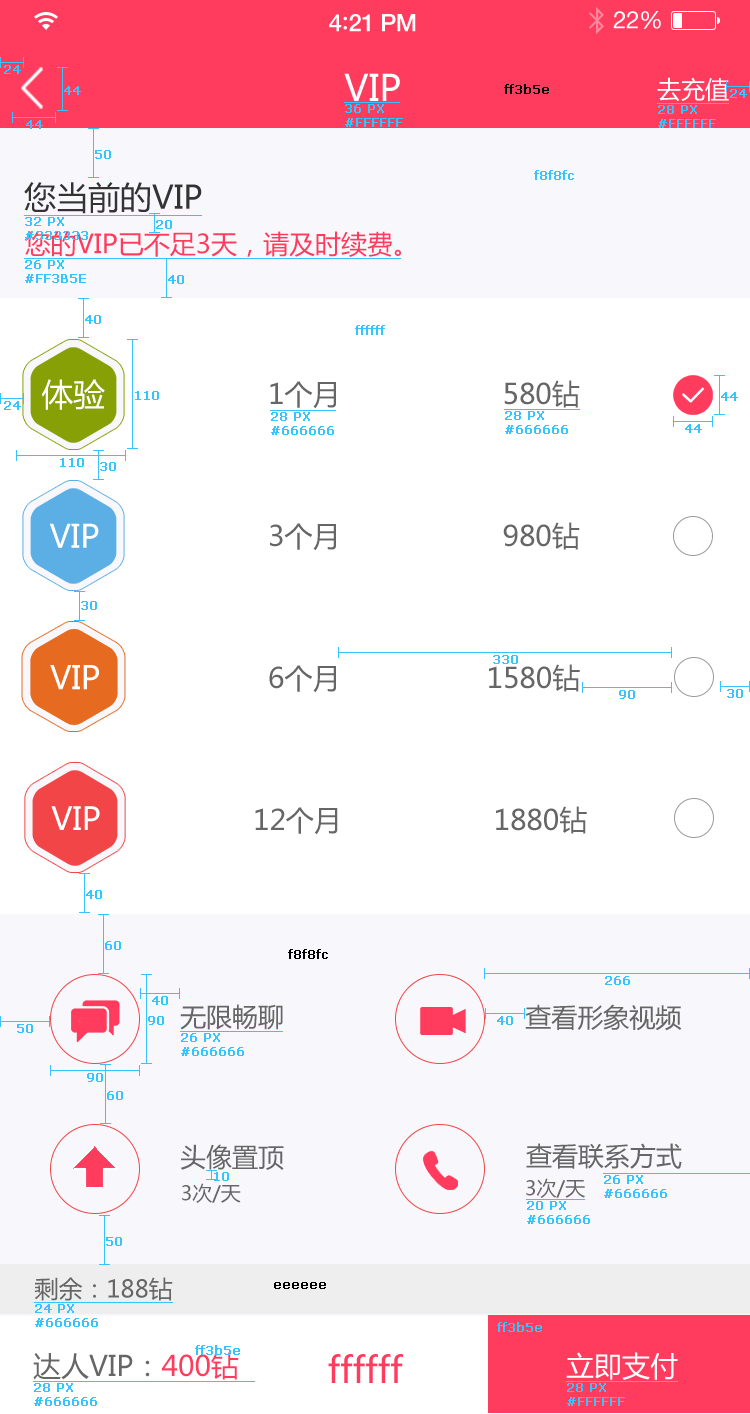 4:21 PM
22%
24
44
44
VIP
36 PX
#FFFFFF
ff3b5e
去充值
28 PX
#FFFFFF
24
50
f8f8fc
您当前的VIP
32 PX
#333333
20
您的VIP已不足3天，请及时续费。
26 PX
#FF3B5E
40
40
ffffff
体验
24
110
110
30
1个月
28 PX
#666666
580钻
28 PX
#666666
44
44
VIP
3个月
980钻
30
330
VIP
6个月
1580钻
90
30
VIP
12个月
1880钻
40
60
f8f8fc
266
50
40
90
90
无限畅聊
26 PX
#666666
40
查看形象视频
60
头像置顶
10
3次/天
查看联系方式
26 PX
#666666
3次/天
20 PX
#666666
50
剩余：188钻
24 PX
#666666
eeeeee
ff3b5e
达人VIP：400钻
28 PX
#666666
ffffff
ff3b5e
立即支付
28 PX
#FFFFFF